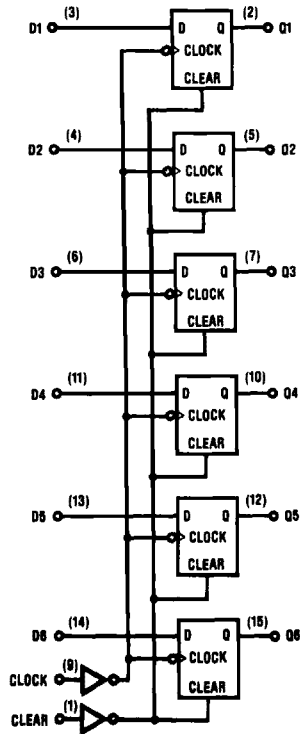 (3) (2)
D1 D Q Q1
CLOCK
CLEAR
(4) (5)
D2 D Q Q2
CLOCK
CLEAR
(6) (7)
D3 D Q Q3
CLOCK
CLEAR
(11) (10)
D4 D Q Q4
CLOCK
CLEAR
(13) (12)
D5 D Q Q5
CLOCK
CLEAR
(14) (15)
D6 D Q Q6
CLOCK
(9)
CLOCK
CLEAR
(1)
CLEAR